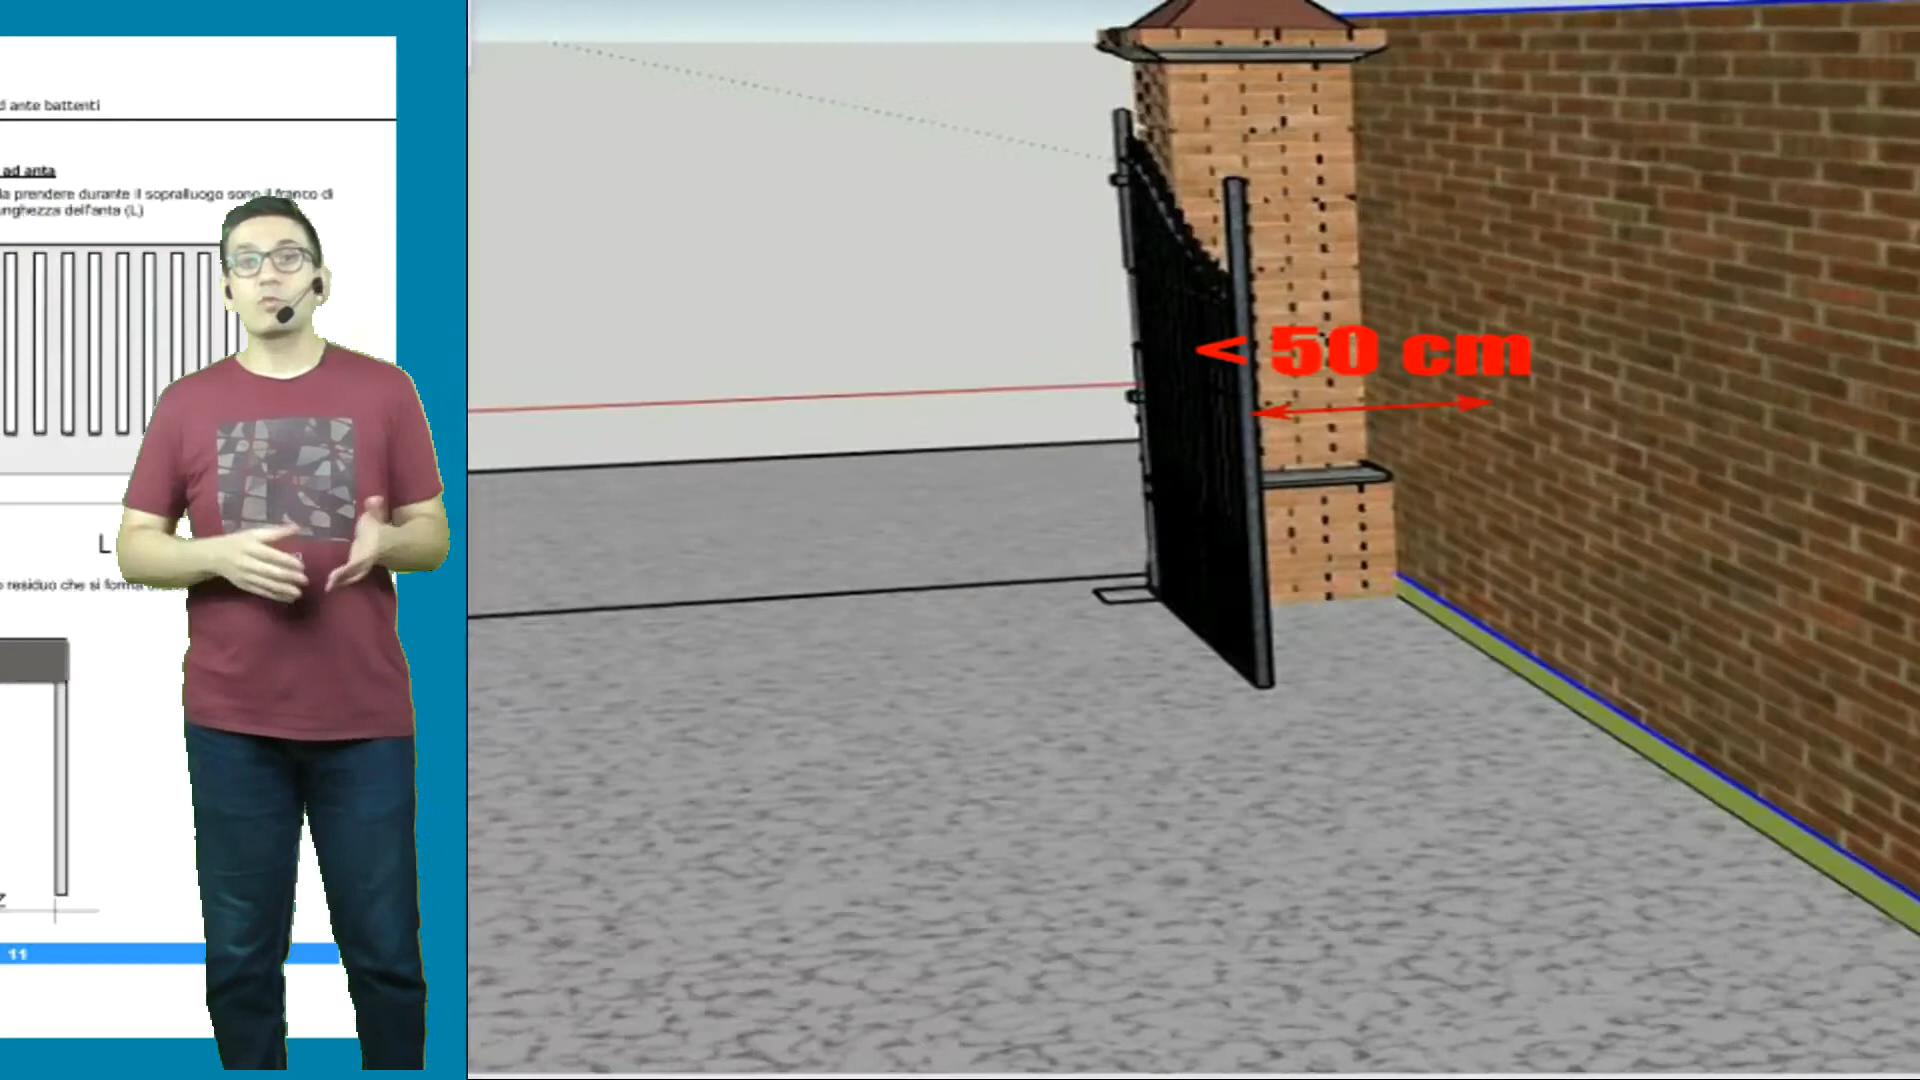 d ante battenti
ad anta
la prendere durante il sopralluogo sono il franco di
unghezza dell'anta (L)
L
o residuo che si forma
Z
11
< 50 cm